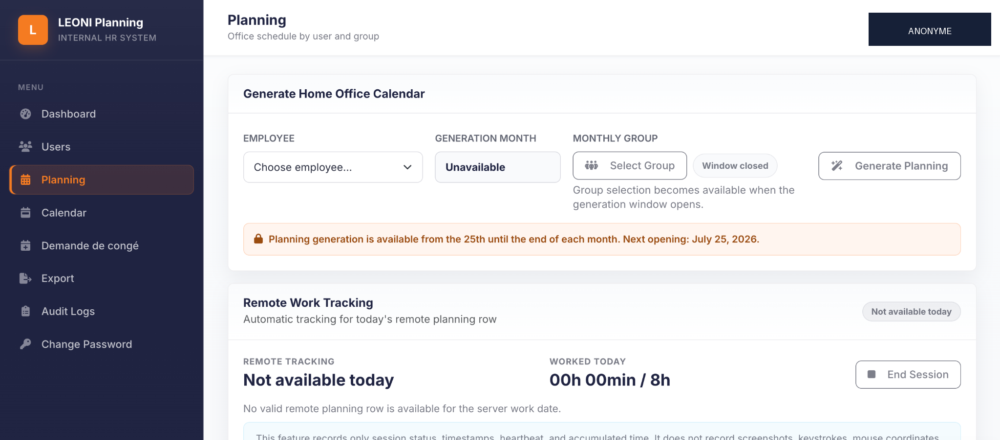 L
LEONI Planning
INTERNAL HR SYSTEM
MENU
Dashboard
Users
Planning
Calendar
Demande de congé
Export
Audit Logs
Change Password
Planning
Office schedule by user and group
ANONYME
Generate Home Office Calendar
EMPLOYEE
Choose employee...
GENERATION MONTH
Unavailable
MONTHLY GROUP
Select Group
Window closed
Group selection becomes available when the
generation window opens.
Generate Planning
Planning generation is available from the 25th until the end of each month. Next opening: July 25, 2026.
Remote Work Tracking
Automatic tracking for today's remote planning row
Not available today
REMOTE TRACKING
Not available today
WORKED TODAY
00h 00min / 8h
End Session
No valid remote planning row is available for the server work date.
This feature records only session status, timestamps, heartbeat, and accumulated time. It does not record screenshots, keystrokes, mouse coordinates,